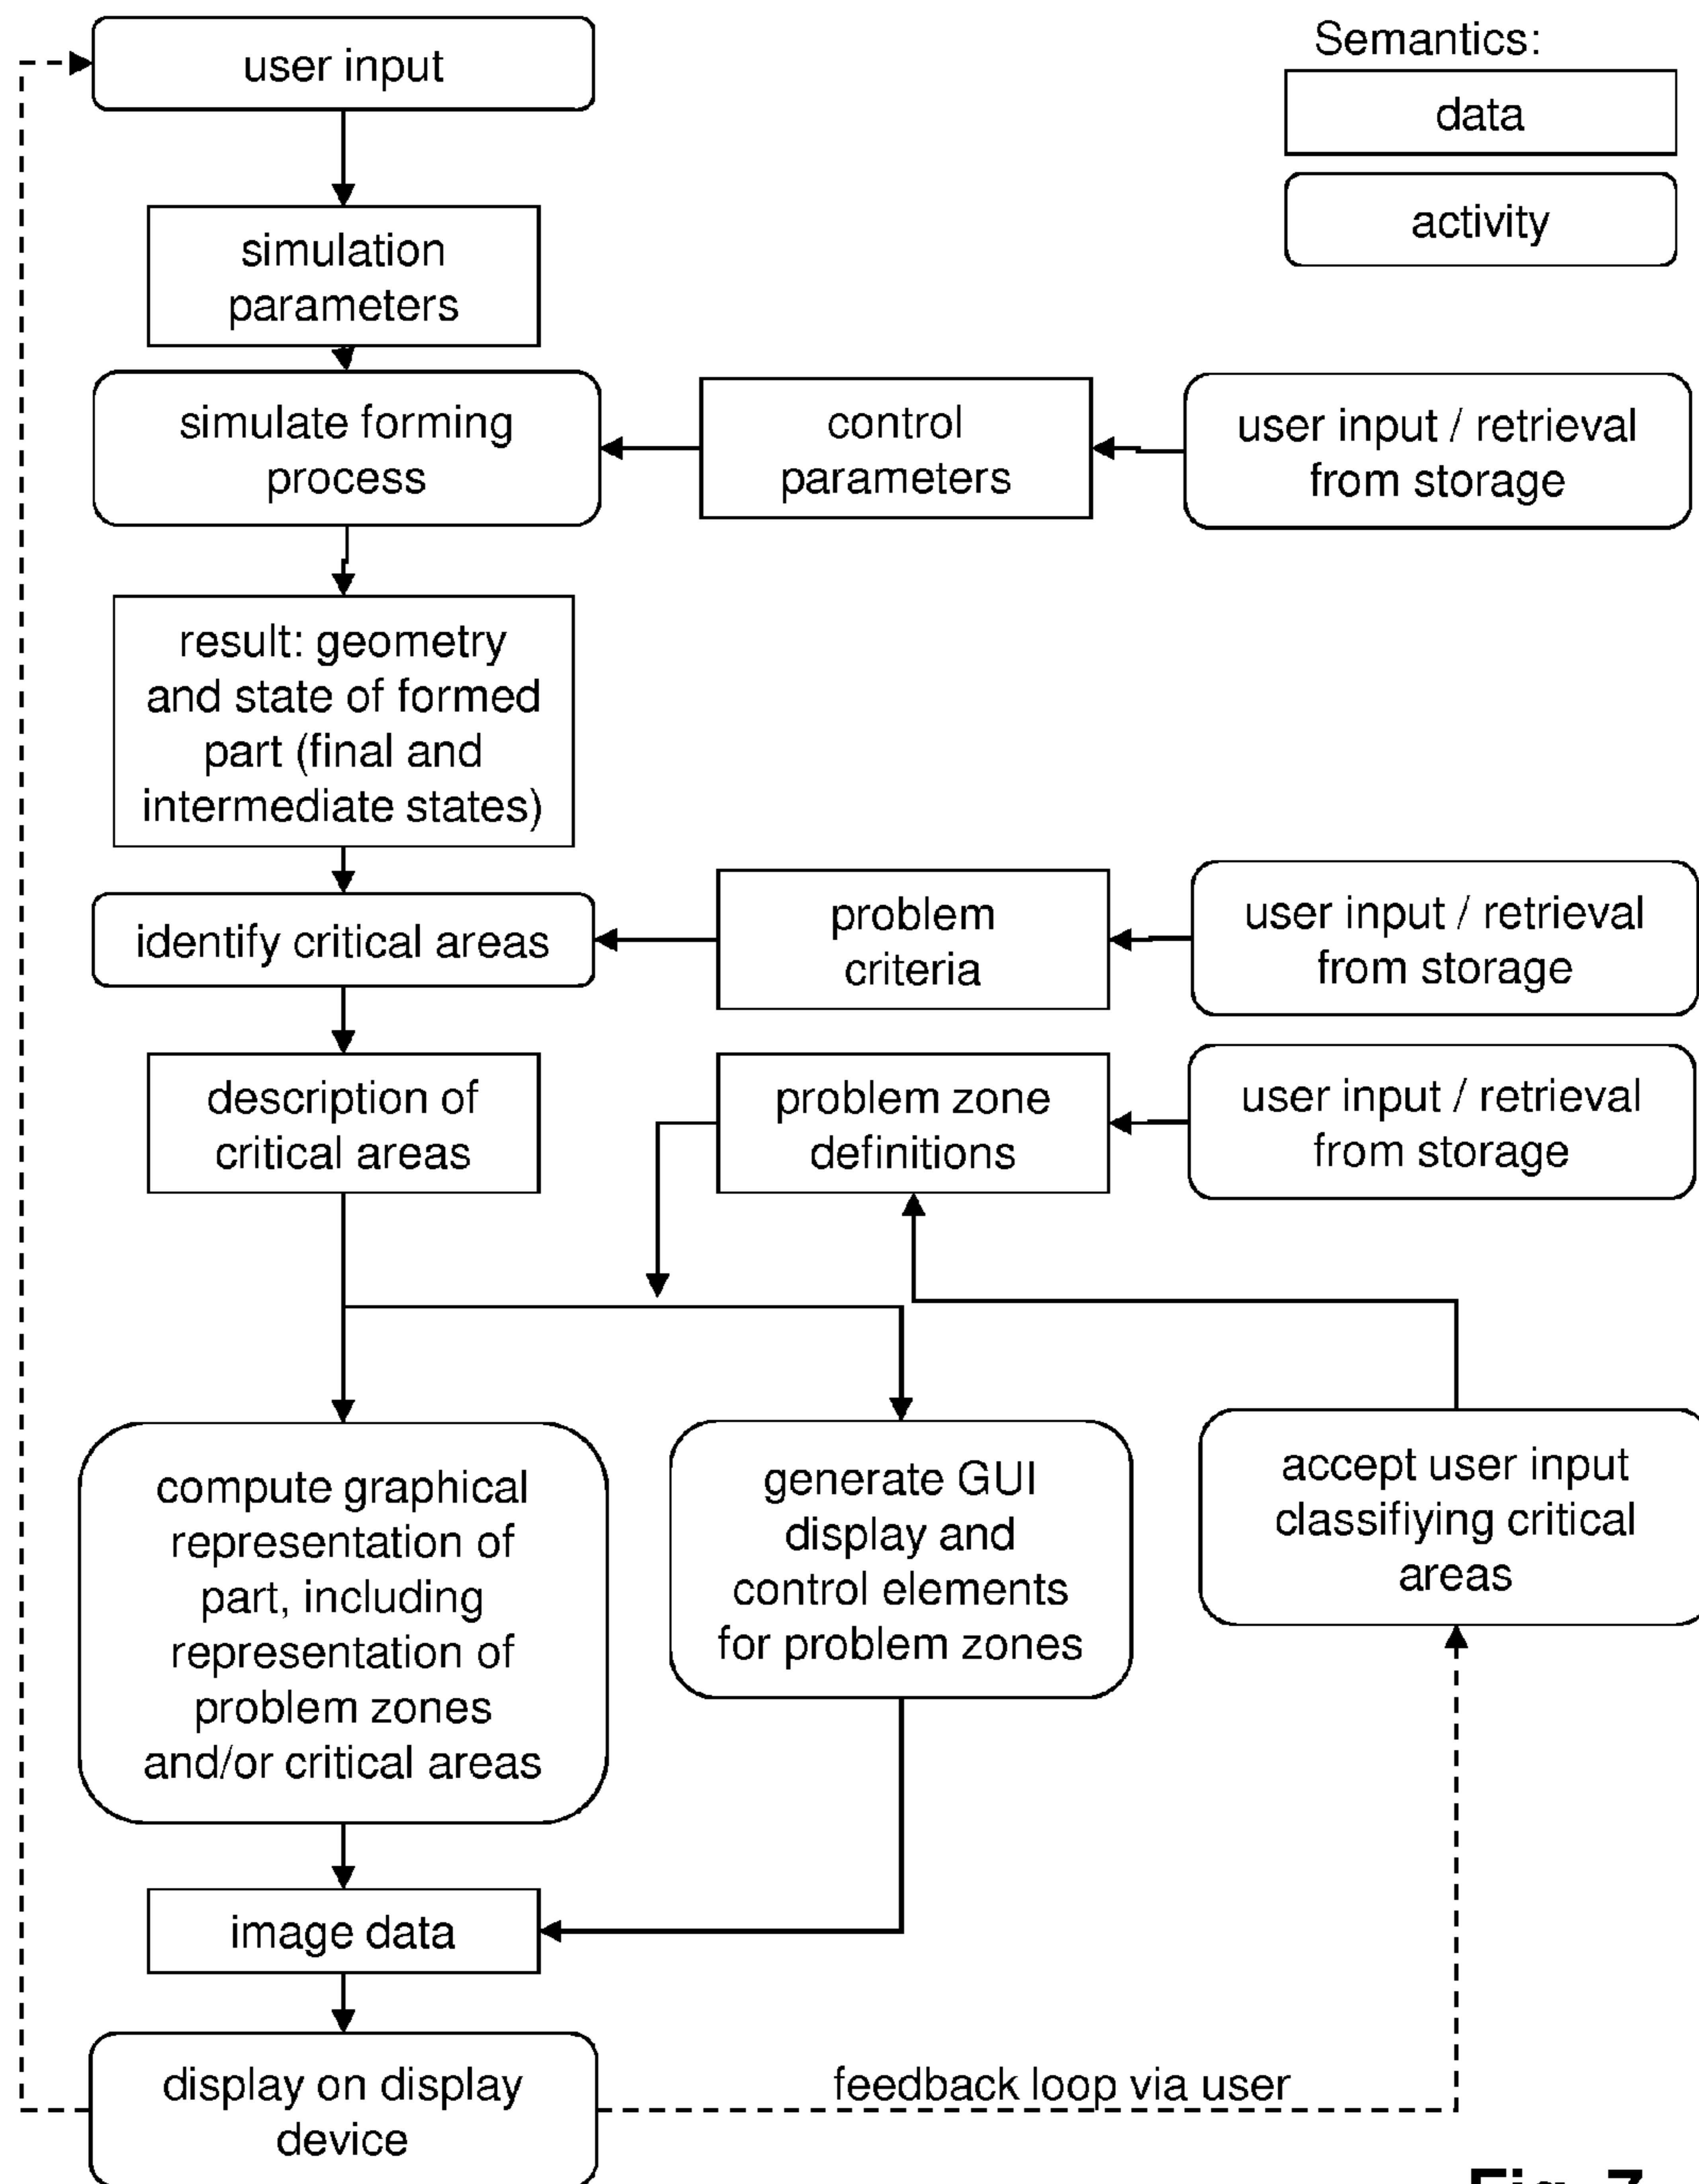 user input
Semantics:
data
activity
simulation
parameters
simulate forming
process
control
parameters
user input / retrieval
from storage
result: geometry
and state of formed
part (final and
intermediate states)
identify critical areas
problem
criteria
user input / retrieval
from storage
description of
critical areas
problem zone
definitions
user input / retrieval
from storage
compute graphical
representation of
part, including
representation of
problem zones
and/or critical areas
generate GUI
display and
control elements
for problem zones
accept user input
classifiying critical
areas
image data
display on display
device
feedback loop via user